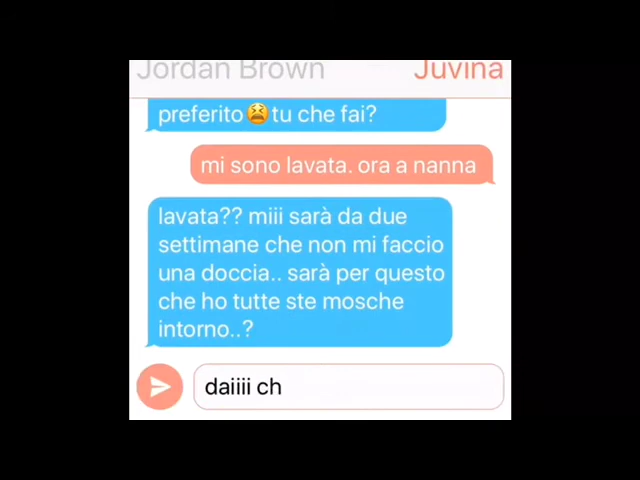 Jordan Brown Juvina
preferito😫tu che fai?
mi sono lavata. ora a nanna
lavata?? miii sarà da due
settimane che non mi faccio
una doccia.. sarà per questo
che ho tutte ste mosche
intorno..?
daiiii ch